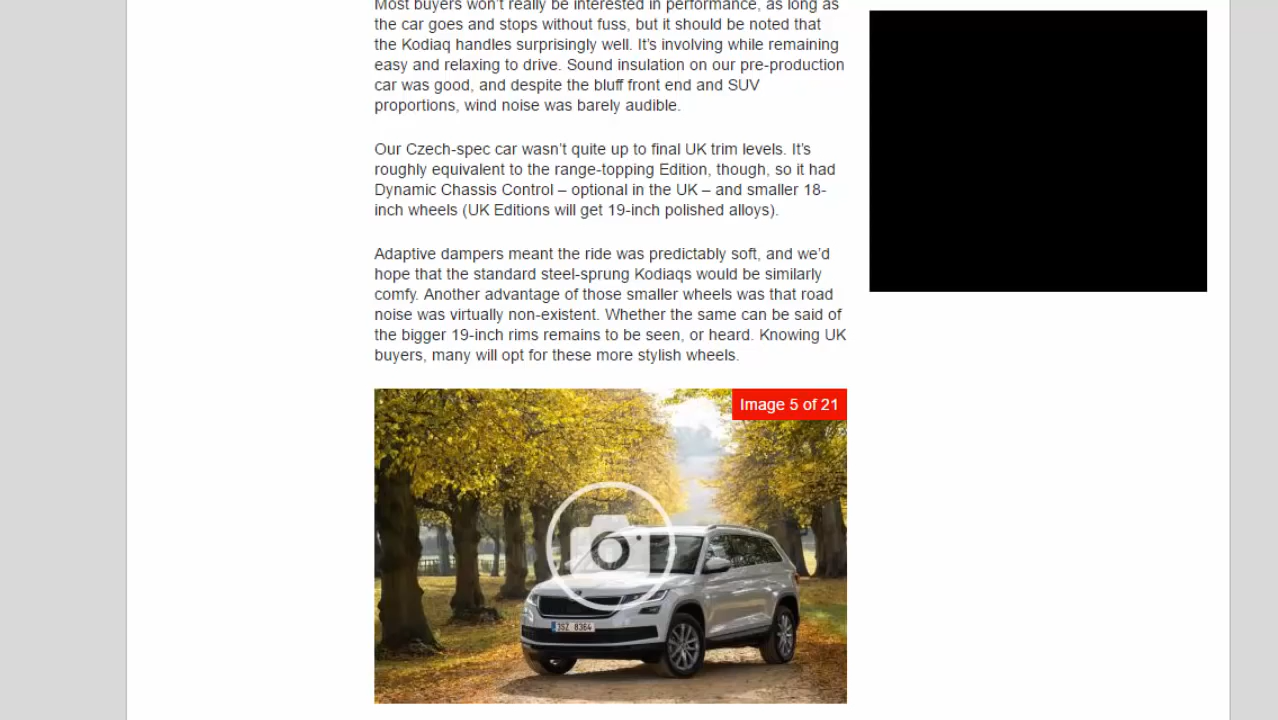 Most buyers won't really be interested in performance, as long as
the car goes and stops without fuss, but it should be noted that
the Kodiaq handles surprisingly well. It's involving while remaining
easy and relaxing to drive. Sound insulation on our pre-production
car was good, and despite the bluff front end and SUV
proportions, wind noise was barely audible.
Our Czech-spec car wasn't quite up to final UK trim levels. It's
roughly equivalent to the range-topping Edition, though, so it had
Dynamic Chassis Control – optional in the UK – and smaller 18-
inch wheels (UK Editions will get 19-inch polished alloys).
Adaptive dampers meant the ride was predictably soft, and we'd
hope that the standard steel-sprung Kodiaqs would be similarly
comfy. Another advantage of those smaller wheels was that road
noise was virtually non-existent. Whether the same can be said of
the bigger 19-inch rims remains to be seen, or heard. Knowing UK
buyers, many will opt for these more stylish wheels.
Image 5 of 21
3SZ 8364